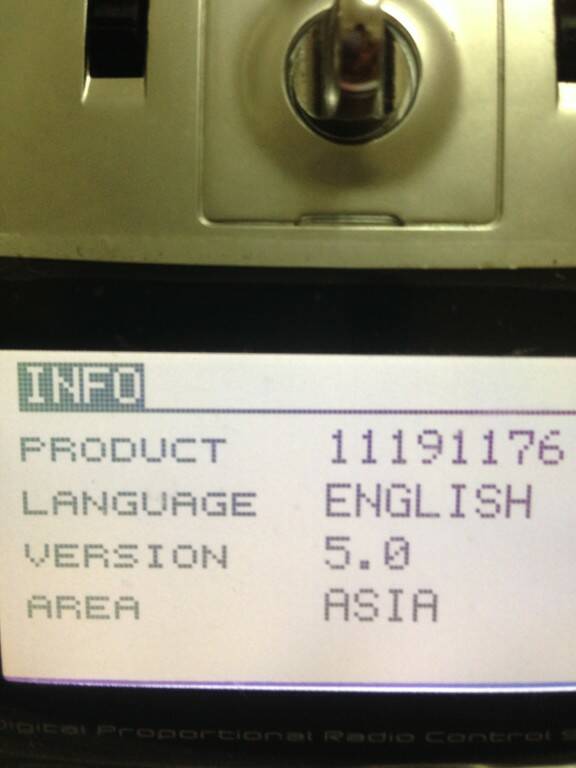 INFO
PRODUCT 11191176
LANGUAGE ENGLISH
VERSION 5.0
AREA ASIA
Digital Proportional Radio Control S